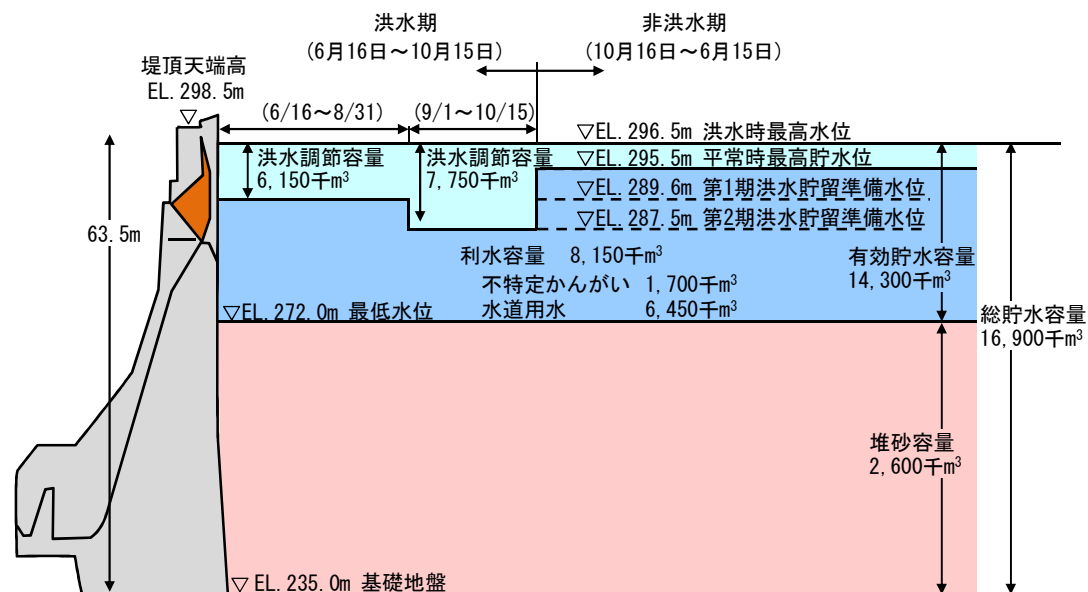 洪水期
(6月16日～10月15日)
非洪水期
(10月16日～6月15日)
堤頂天端高
EL.298.5m
▽
(6/16～8/31)
(9/1～10/15)
▽EL.296.5m 洪水時最高水位
洪水調節容量
6,150千m³
洪水調節容量
7,750千m³
▽EL.295.5m 平常時最高貯水位
▽EL.289.6m 第1期洪水貯留準備水位
▽EL.287.5m 第2期洪水貯留準備水位
63.5m
利水容量 8,150千m³
不特定かんがい 1,700千m³
水道用水 6,450千m³
有効貯水容量
14,300千m³
▽EL.272.0m 最低水位
総貯水容量
16,900千m³
堆砂容量
2,600千m³
▽ EL.235.0m 基礎地盤